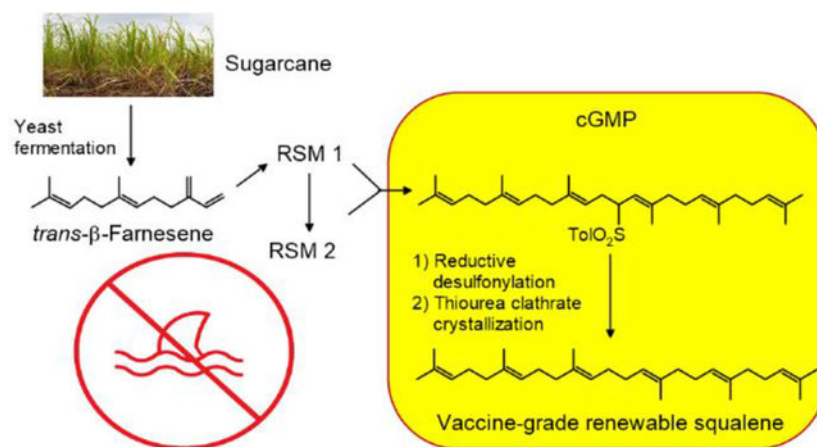 Sugarcane
Yeast
fermentation
RSM 1
trans-β-Farnesene
RSM 2
cGMP
TolO₂S
1) Reductive
desulfonylation
2) Thiourea clathrate
crystallization
Vaccine-grade renewable squalene